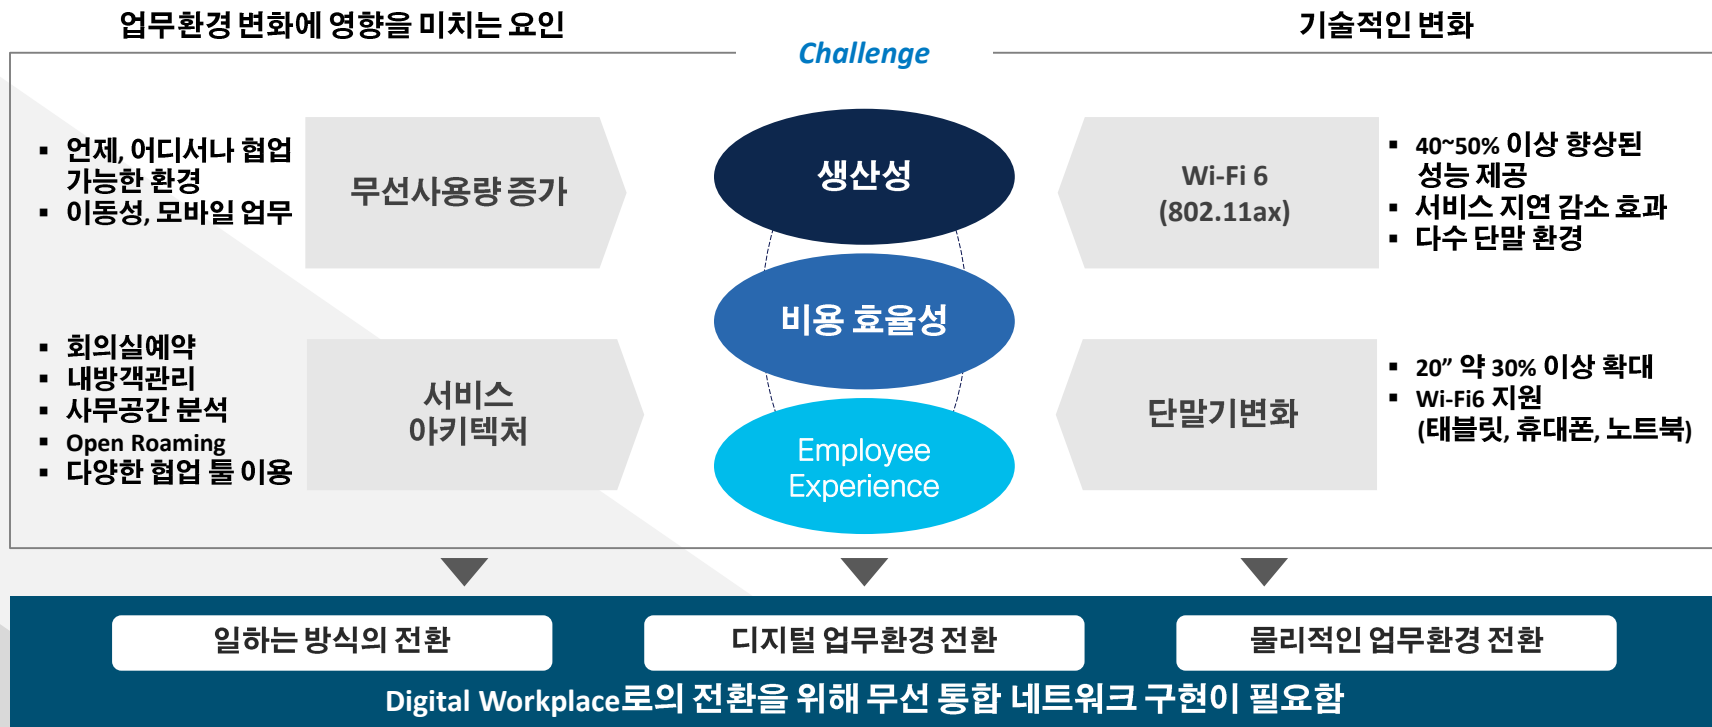 업무환경 변화에 영향을 미치는 요인
기술적인 변화
Challenge
▪ 언제, 어디서나 협업
가능한 환경
▪ 이동성, 모바일 업무
무선사용량 증가
생산성
Wi-Fi 6
(802.11ax)
▪ 40~50% 이상 향상된
성능 제공
▪ 서비스 지연 감소 효과
▪ 다수 단말 환경
비용 효율성
▪ 회의실예약
▪ 내방객관리
▪ 사무공간 분석
▪ Open Roaming
▪ 다양한 협업 툴 이용
서비스
아키텍처
Employee
Experience
단말기변화
▪ 20” 약 30% 이상 확대
▪ Wi-Fi6 지원
(태블릿, 휴대폰, 노트북)
일하는 방식의 전환
디지털 업무환경 전환
물리적인 업무환경 전환
Digital Workplace로의 전환을 위해 무선 통합 네트워크 구현이 필요함